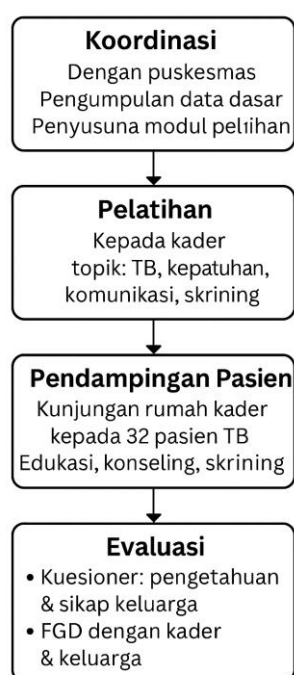 Koordinasi
Dengan puskesmas
Pengumpulan data dasar
Penyusuna modul peltihan
Pelatihan
Kepada kader
topik: TB, kepatuhan,
komunikasi, skrining
Pendampingan Pasien
Kunjungan rumah kader
kepada 32 pasien TB
Edukasi, konseling, skrining
Evaluasi
• Kuesioner: pengetahuan
& sikap keluarga
• FGD dengan kader
& keluarga